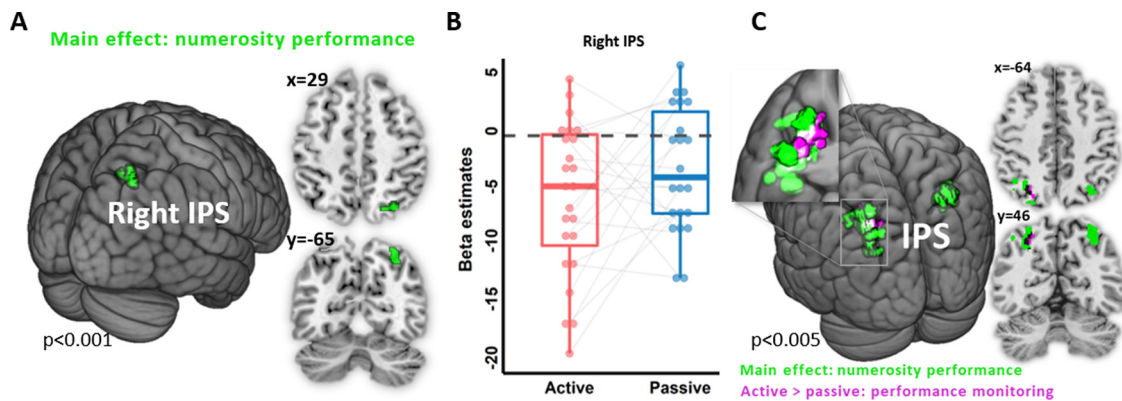 A
Main effect: numerosity performance
x=29
Right IPS
y=-65
p<0.001
B
Right IPS
Beta estimates
5
0
-5
-10
-15
-20
Active
Passive
C
x=-64
IPS
y=46
p<0.005
Main effect: numerosity performance
Active > passive: performance monitoring